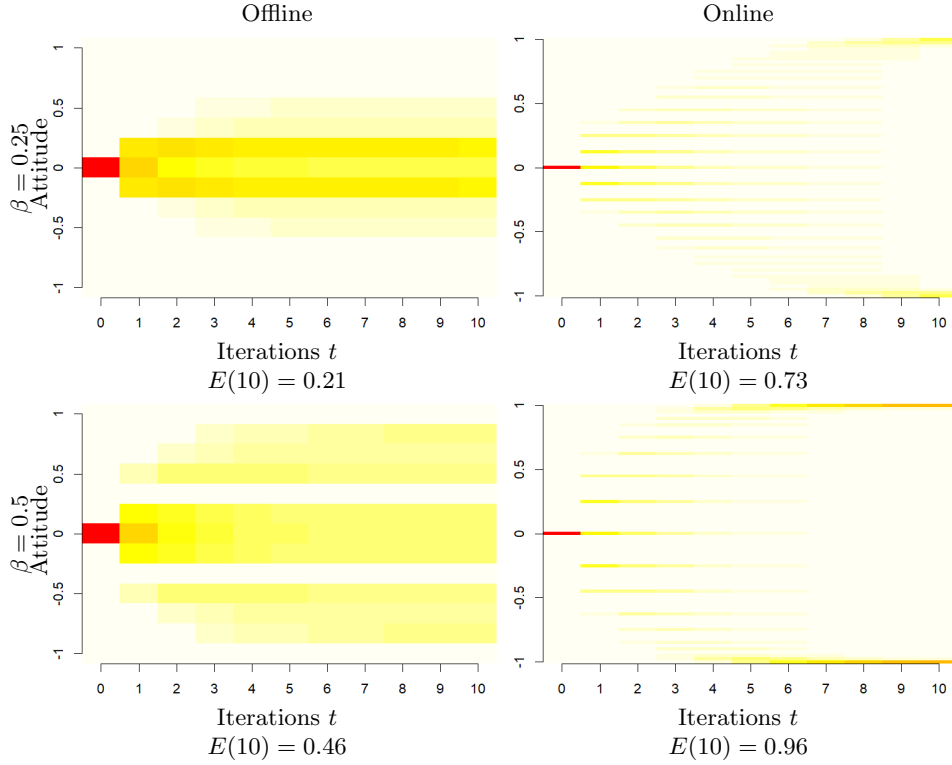 Offline
Online
β = 0.25
Attitude
1
0.5
0
-0.5
-1
0 1 2 3 4 5 6 7 8 9 10
Iterations t
E(10) = 0.21
1
0.5
0
-0.5
-1
0 1 2 3 4 5 6 7 8 9 10
Iterations t
E(10) = 0.73
β = 0.5
Attitude
1
0.5
0
-0.5
-1
0 1 2 3 4 5 6 7 8 9 10
Iterations t
E(10) = 0.46
1
0.5
0
-0.5
-1
0 1 2 3 4 5 6 7 8 9 10
Iterations t
E(10) = 0.96